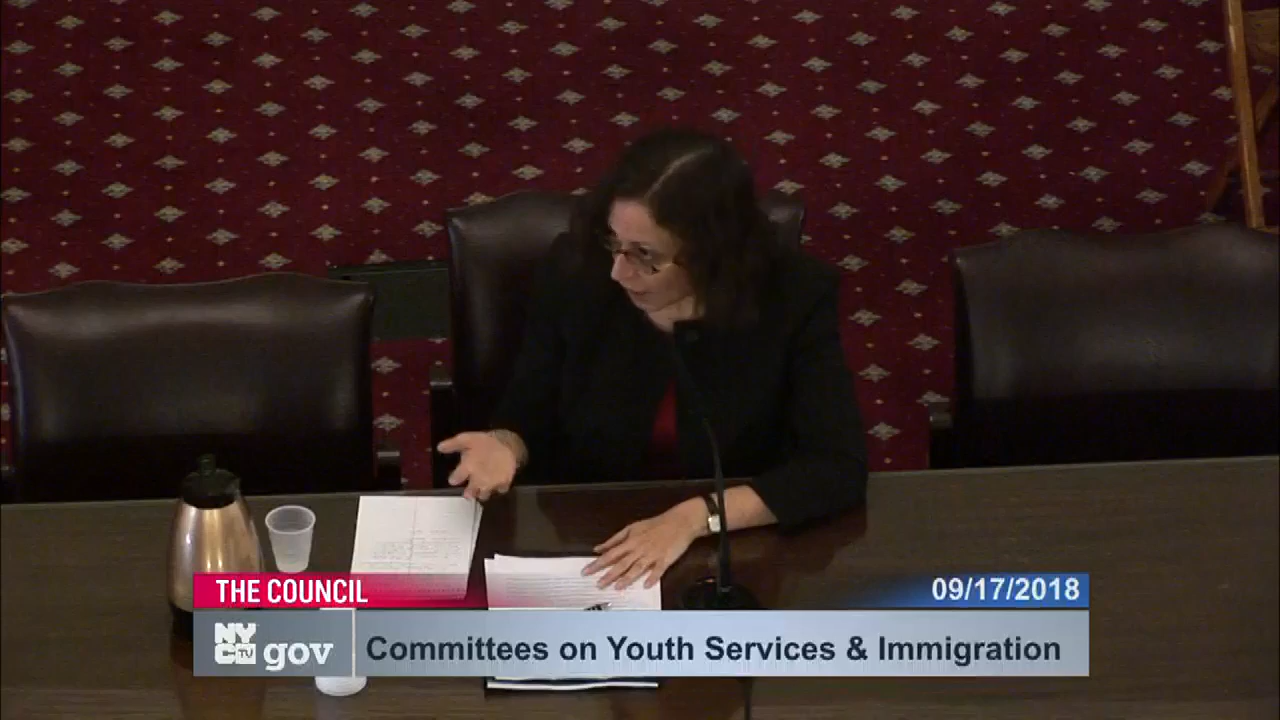 THE COUNCIL
09/17/2018
NYC TV gov
Committees on Youth Services & Immigration